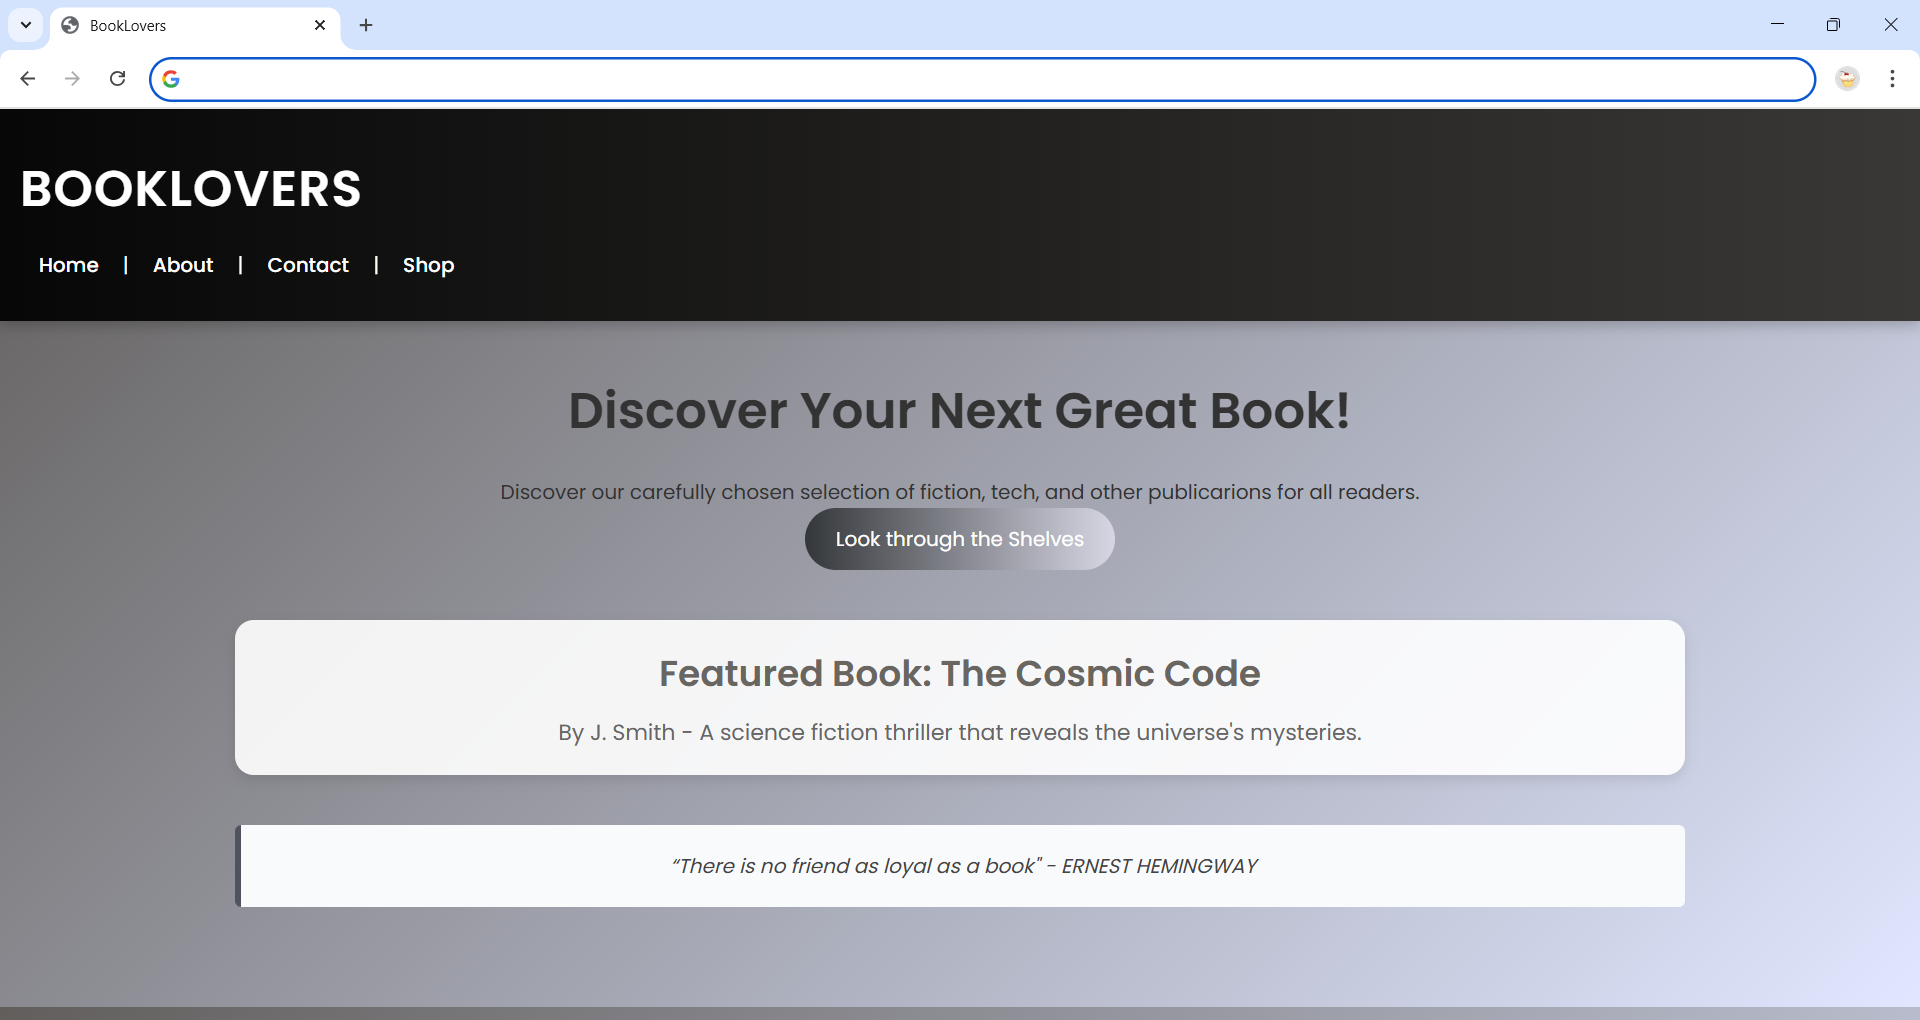 BookLovers
BOOKLOVERS
Home | About | Contact | Shop
Discover Your Next Great Book!
Discover our carefully chosen selection of fiction, tech, and other publicarions for all readers.
Look through the Shelves
Featured Book: The Cosmic Code
By J. Smith - A science fiction thriller that reveals the universe's mysteries.
“There is no friend as loyal as a book" - ERNEST HEMINGWAY